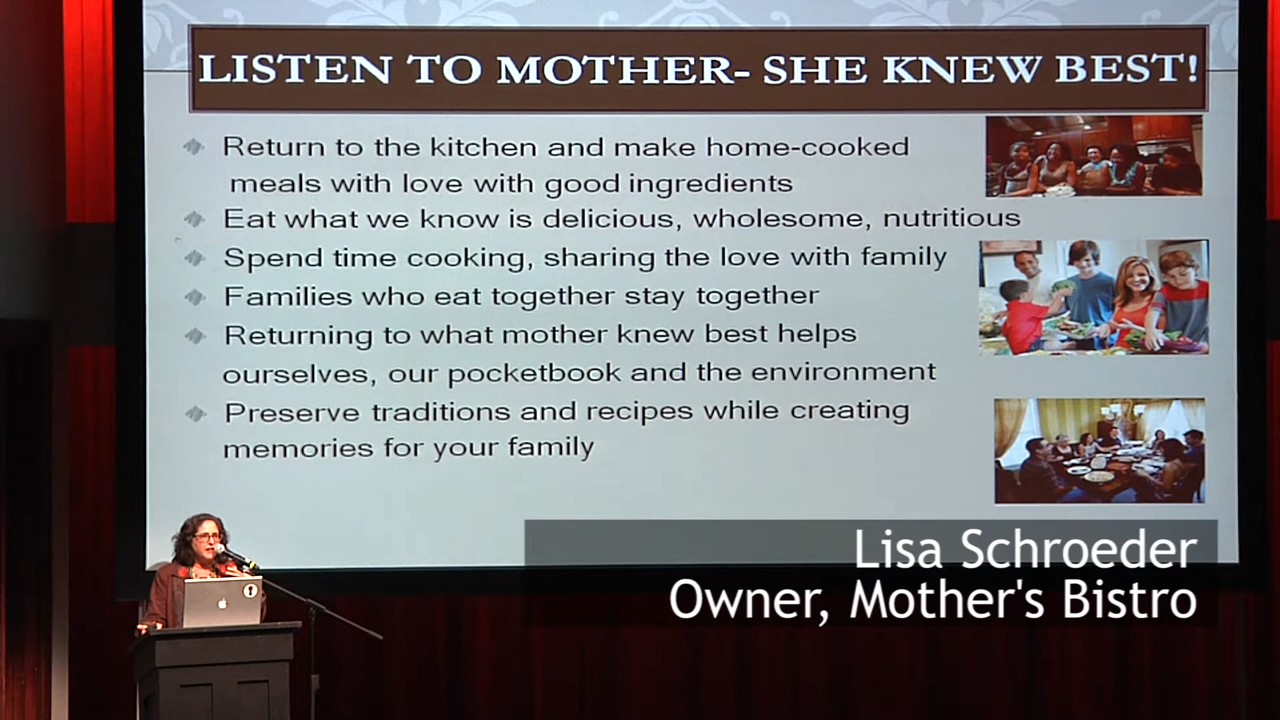 LISTEN TO MOTHER- SHE KNEW BEST!
Return to the kitchen and make home-cooked
meals with love with good ingredients
Eat what we know is delicious, wholesome, nutritious
Spend time cooking, sharing the love with family
Families who eat together stay together
Returning to what mother knew best helps
ourselves, our pocketbook and the environment
Preserve traditions and recipes while creating
memories for your family
Lisa Schroeder
Owner, Mother's Bistro